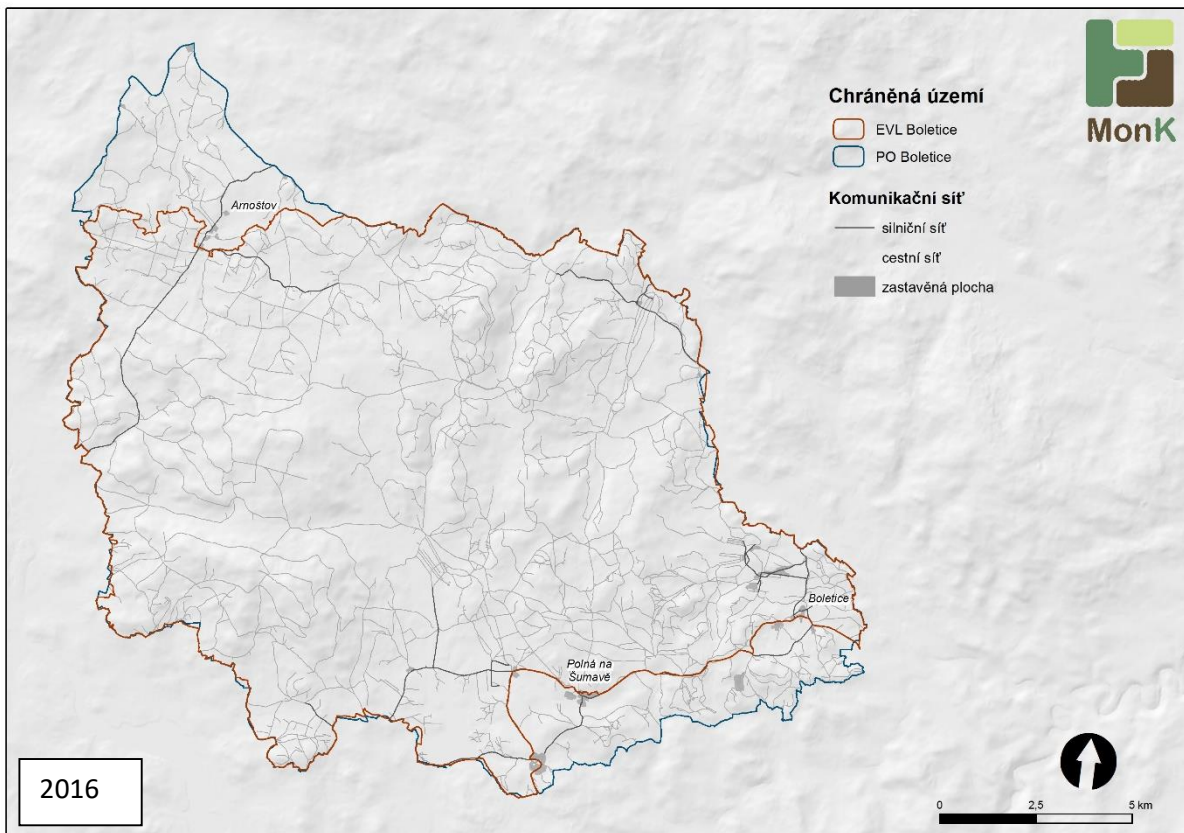 MonK
Chráněná území
EVL Boletice
PO Boletice
Komunikační síť
silniční síť
cestní síť
zastavěná plocha
Arnoštov
Boletice
Polná na
Šumavě
2016
0 2,5 5 km